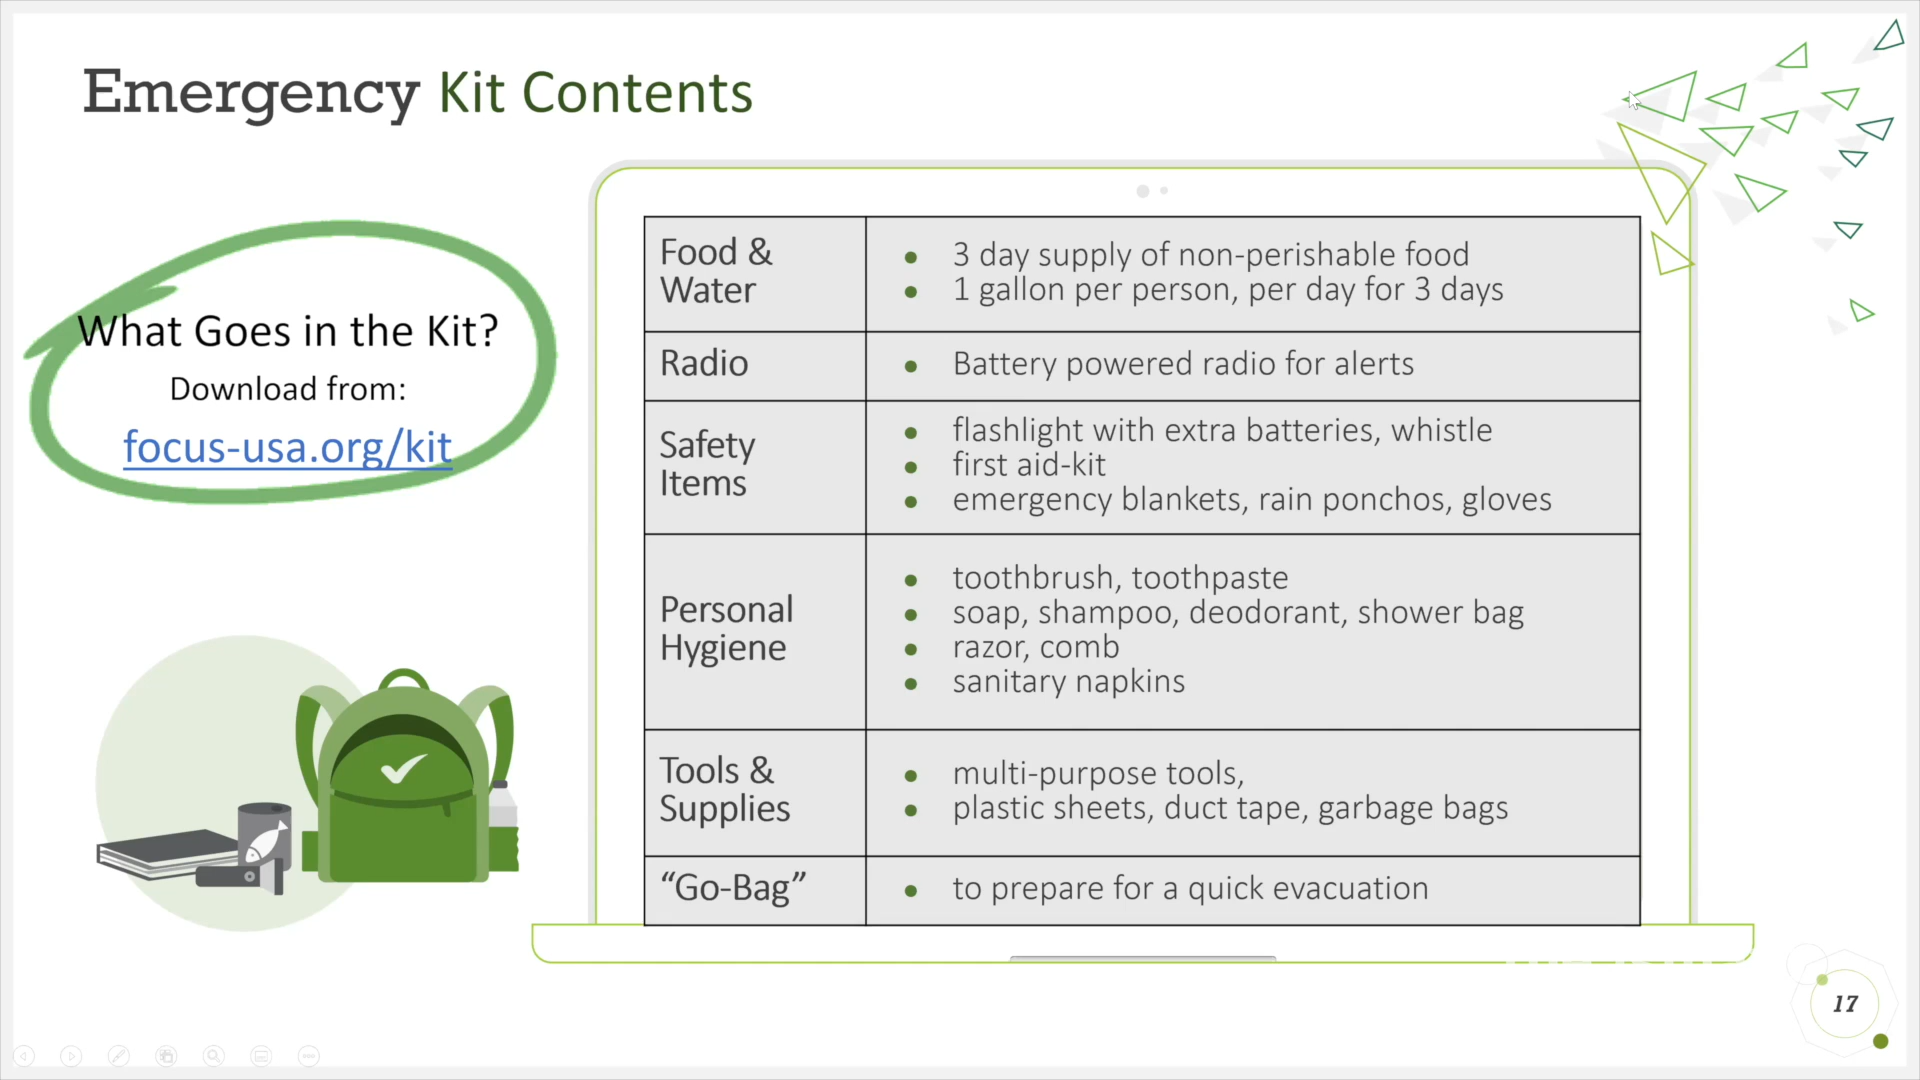 Emergency Kit Contents
What Goes in the Kit?
Download from:
focus-usa.org/kit
Food &
Water
3 day supply of non-perishable food
1 gallon per person, per day for 3 days
Radio
Battery powered radio for alerts
Safety
Items
flashlight with extra batteries, whistle
first aid-kit
emergency blankets, rain ponchos, gloves
Personal
Hygiene
toothbrush, toothpaste
soap, shampoo, deodorant, shower bag
razor, comb
sanitary napkins
Tools &
Supplies
multi-purpose tools,
plastic sheets, duct tape, garbage bags
“Go-Bag”
to prepare for a quick evacuation
17